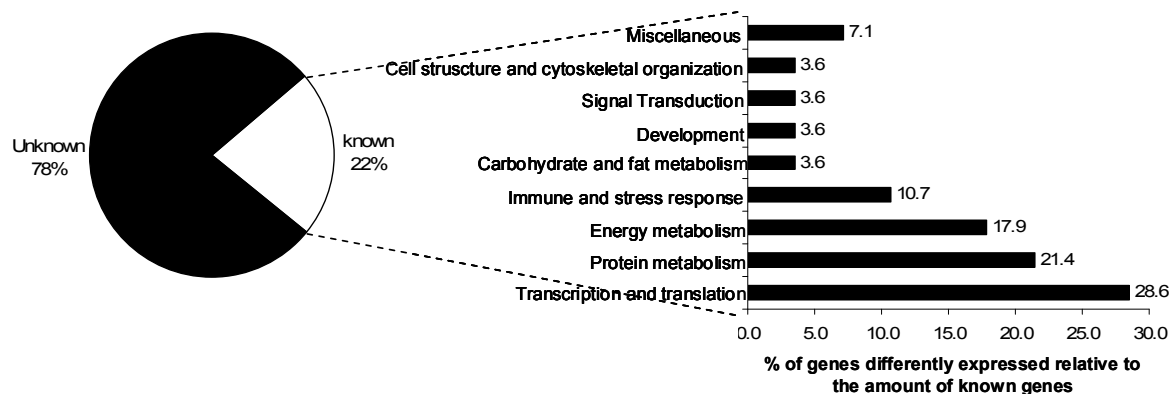 Unknown
78%
known
22%
Miscellaneous
7.1
Cell struscture and cytoskeletal organization
3.6
Signal Transduction
3.6
Development
3.6
Carbohydrate and fat metabolism
3.6
Immune and stress response
10.7
Energy metabolism
17.9
Protein metabolism
21.4
Transcription and translation
28.6
0.0 5.0 10.0 15.0 20.0 25.0 30.0
% of genes differently expressed relative to
the amount of known genes